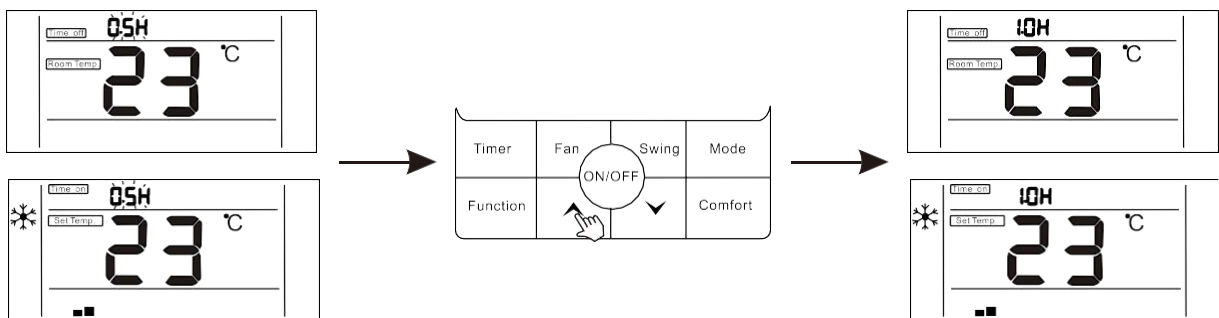 Time off 0.5H
Room Temp. 23 °C
Time on 0.5H
Set Temp. 23 °C
Timer Fan Swing Mode
ON/OFF
Function Comfort
Time off 1.0H
Room Temp. 23 °C
Time on 1.0H
Set Temp. 23 °C